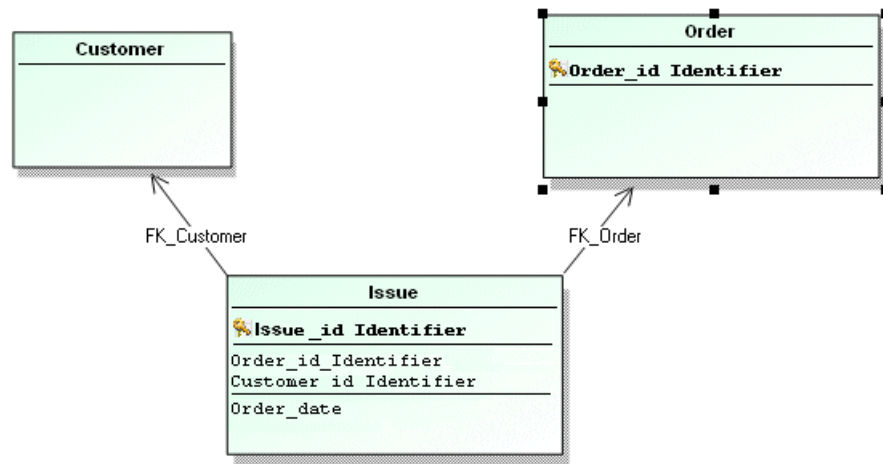 Customer
Order
Order_id Identifier
FK_Customer
FK_Order
Issue
Issue_id Identifier
Order_id_Identifier
Customer id Identifier
Order_date